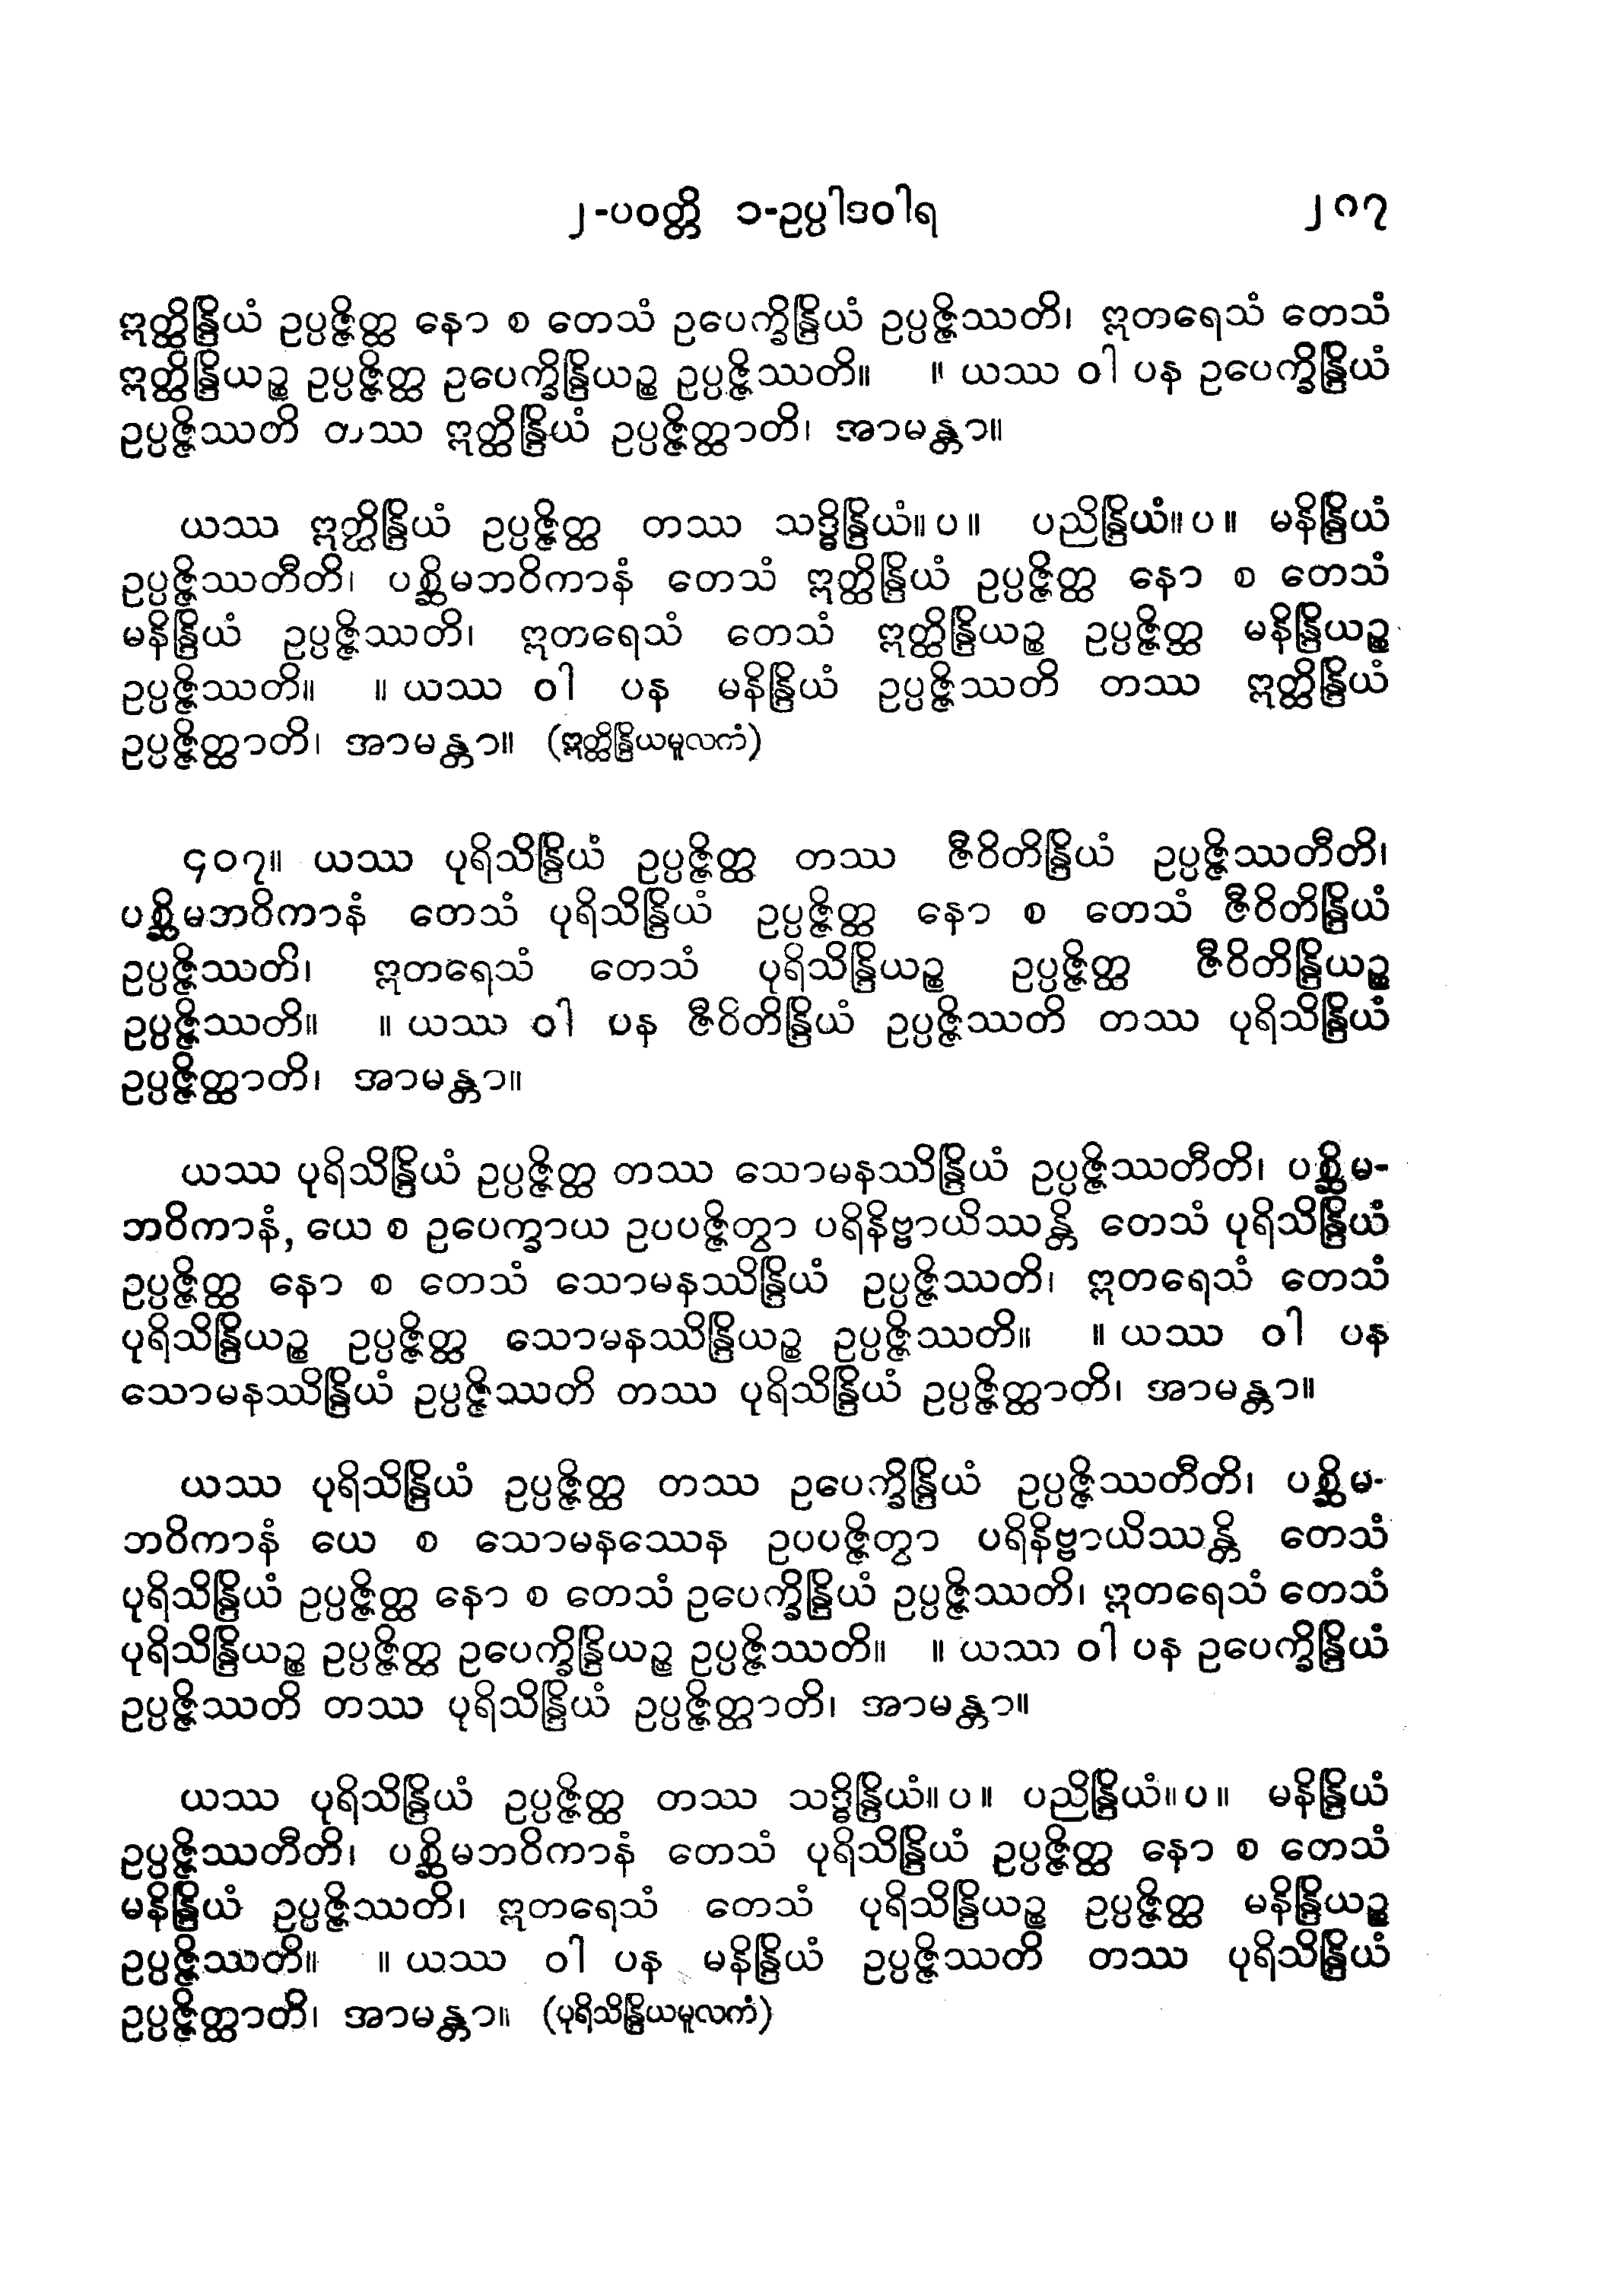 ၂-ပဝတ္တိ ၁-ဥပ္ပါဒဝါရ ၂၈၇
ဣတ္ထိန္ဒြိယံ ဥပ္ပဇ္ဇိတ္ထ နော စ တေသံ ဥပေက္ခိန္ဒြိယံ ဥပ္ပဇ္ဇိဿတိ၊ ဣတရေသံ တေသံ
ဣတ္ထိန္ဒြိယဉ္စ ဥပ္ပဇ္ဇိတ္ထ ဥပေက္ခိန္ဒြိယဉ္စ ဥပ္ပဇ္ဇိဿတိ။ ။ ယဿ ဝါ ပန ဥပေက္ခိန္ဒြိယံ
ဥပ္ပဇ္ဇိဿတိ တဿ ဣတ္ထိန္ဒြိယံ ဥပ္ပဇ္ဇိတ္ထာတိ၊ အာမန္တာ။
ယဿ ဣတ္ထိန္ဒြိယံ ဥပ္ပဇ္ဇိတ္ထ တဿ သဒ္ဓိန္ဒြိယံ။ပ။ ပညိန္ဒြိယံ။ပ။ မနိန္ဒြိယံ
ဥပ္ပဇ္ဇိဿတီတိ၊ ပစ္ဆိမဘဝိကာနံ တေသံ ဣတ္ထိန္ဒြိယံ ဥပ္ပဇ္ဇိတ္ထ နော စ တေသံ
မနိန္ဒြိယံ ဥပ္ပဇ္ဇိဿတိ၊ ဣတရေသံ တေသံ ဣတ္ထိန္ဒြိယဉ္စ ဥပ္ပဇ္ဇိတ္ထ မနိန္ဒြိယဉ္စ
ဥပ္ပဇ္ဇိဿတိ။ ။ ယဿ ဝါ ပန မနိန္ဒြိယံ ဥပ္ပဇ္ဇိဿတိ တဿ ဣတ္ထိန္ဒြိယံ
ဥပ္ပဇ္ဇိတ္ထာတိ၊ အာမန္တာ။ (ဣတ္ထိန္ဒြိယမူလကံ)
၄၀၇။ ယဿ ပုရိသိန္ဒြိယံ ဥပ္ပဇ္ဇိတ္ထ တဿ ဇီဝိတိန္ဒြိယံ ဥပ္ပဇ္ဇိဿတီတိ၊
ပစ္ဆိမဘဝိကာနံ တေသံ ပုရိသိန္ဒြိယံ ဥပ္ပဇ္ဇိတ္ထ နော စ တေသံ ဇီဝိတိန္ဒြိယံ
ဥပ္ပဇ္ဇိဿတိ၊ ဣတရေသံ တေသံ ပုရိသိန္ဒြိယဉ္စ ဥပ္ပဇ္ဇိတ္ထ ဇီဝိတိန္ဒြိယဉ္စ
ဥပ္ပဇ္ဇိဿတိ။ ။ ယဿ ဝါ ပန ဇီဝိတိန္ဒြိယံ ဥပ္ပဇ္ဇိဿတိ တဿ ပုရိသိန္ဒြိယံ
ဥပ္ပဇ္ဇိတ္ထာတိ၊ အာမန္တာ။
ယဿ ပုရိသိန္ဒြိယံ ဥပ္ပဇ္ဇိတ္ထ တဿ သောမနဿိန္ဒြိယံ ဥပ္ပဇ္ဇိဿတီတိ၊ ပစ္ဆိမ-
ဘဝိကာနံ, ယေ စ ဥပေက္ခာယ ဥပပဇ္ဇိတွာ ပရိနိဗ္ဗာယိဿန္တိ တေသံ ပုရိသိန္ဒြိယံ
ဥပ္ပဇ္ဇိတ္ထ နော စ တေသံ သောမနဿိန္ဒြိယံ ဥပ္ပဇ္ဇိဿတိ၊ ဣတရေသံ တေသံ
ပုရိသိန္ဒြိယဉ္စ ဥပ္ပဇ္ဇိတ္ထ သောမနဿိန္ဒြိယဉ္စ ဥပ္ပဇ္ဇိဿတိ။ ။ ယဿ ဝါ ပန
သောမနဿိန္ဒြိယံ ဥပ္ပဇ္ဇိဿတိ တဿ ပုရိသိန္ဒြိယံ ဥပ္ပဇ္ဇိတ္ထာတိ၊ အာမန္တာ။
ယဿ ပုရိသိန္ဒြိယံ ဥပ္ပဇ္ဇိတ္ထ တဿ ဥပေက္ခိန္ဒြိယံ ဥပ္ပဇ္ဇိဿတီတိ၊ ပစ္ဆိမ-
ဘဝိကာနံ ယေ စ သောမနဿေန ဥပပဇ္ဇိတွာ ပရိနိဗ္ဗာယိဿန္တိ တေသံ
ပုရိသိန္ဒြိယံ ဥပ္ပဇ္ဇိတ္ထ နော စ တေသံ ဥပေက္ခိန္ဒြိယံ ဥပ္ပဇ္ဇိဿတိ၊ ဣတရေသံ တေသံ
ပုရိသိန္ဒြိယဉ္စ ဥပ္ပဇ္ဇိတ္ထ ဥပေက္ခိန္ဒြိယဉ္စ ဥပ္ပဇ္ဇိဿတိ။ ။ ယဿ ဝါ ပန ဥပေက္ခိန္ဒြိယံ
ဥပ္ပဇ္ဇိဿတိ တဿ ပုရိသိန္ဒြိယံ ဥပ္ပဇ္ဇိတ္ထာတိ၊ အာမန္တာ။
ယဿ ပုရိသိန္ဒြိယံ ဥပ္ပဇ္ဇိတ္ထ တဿ သဒ္ဓိန္ဒြိယံ။ပ။ ပညိန္ဒြိယံ။ပ။ မနိန္ဒြိယံ
ဥပ္ပဇ္ဇိဿတီတိ၊ ပစ္ဆိမဘဝိကာနံ တေသံ ပုရိသိန္ဒြိယံ ဥပ္ပဇ္ဇိတ္ထ နော စ တေသံ
မနိန္ဒြိယံ ဥပ္ပဇ္ဇိဿတိ၊ ဣတရေသံ တေသံ ပုရိသိန္ဒြိယဉ္စ ဥပ္ပဇ္ဇိတ္ထ မနိန္ဒြိယဉ္စ
ဥပ္ပဇ္ဇိဿတိ။ ။ ယဿ ဝါ ပန မနိန္ဒြိယံ ဥပ္ပဇ္ဇိဿတိ တဿ ပုရိသိန္ဒြိယံ
ဥပ္ပဇ္ဇိတ္ထာတိ၊ အာမန္တာ။ (ပုရိသိန္ဒြိယမူလကံ)